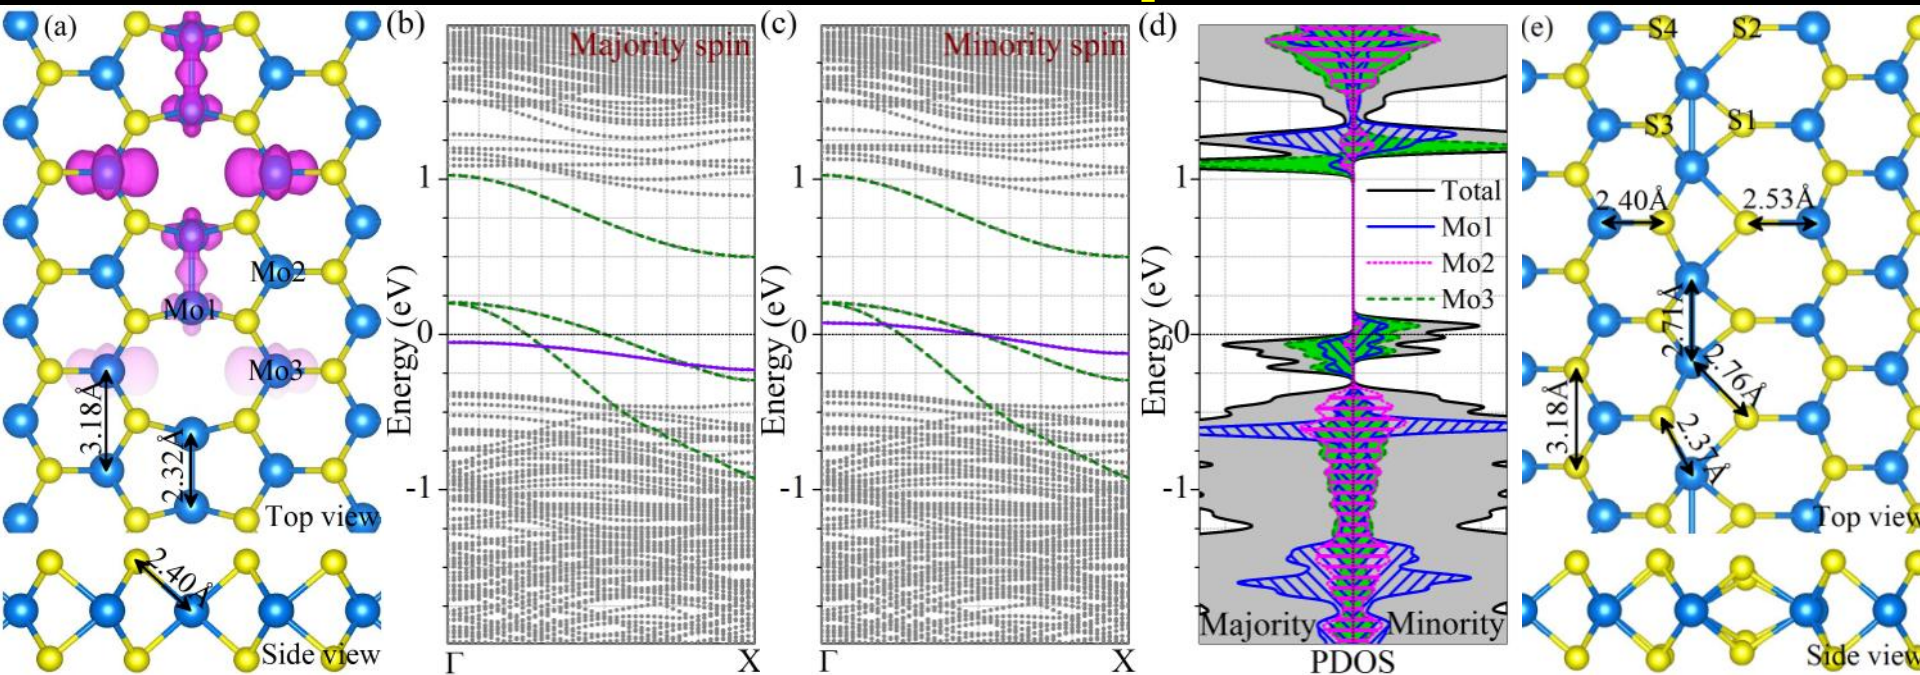 (a)
Mo2
Mo1
Mo3
3.18Å
2.32Å
Top view
2.40Å
Side view
(b)
Majority spin
Energy (eV)
1
0
-1
Γ
X
(c)
Minority spin
Energy (eV)
1
0
-1
Γ
X
(d)
Energy (eV)
1
0
-1
Total
Mo1
Mo2
Mo3
Majority
Minority
PDOS
(e)
S4
S2
S3
S1
2.40Å
2.53Å
2.71Å
2.76Å
3.18Å
2.37Å
Top view
Side view